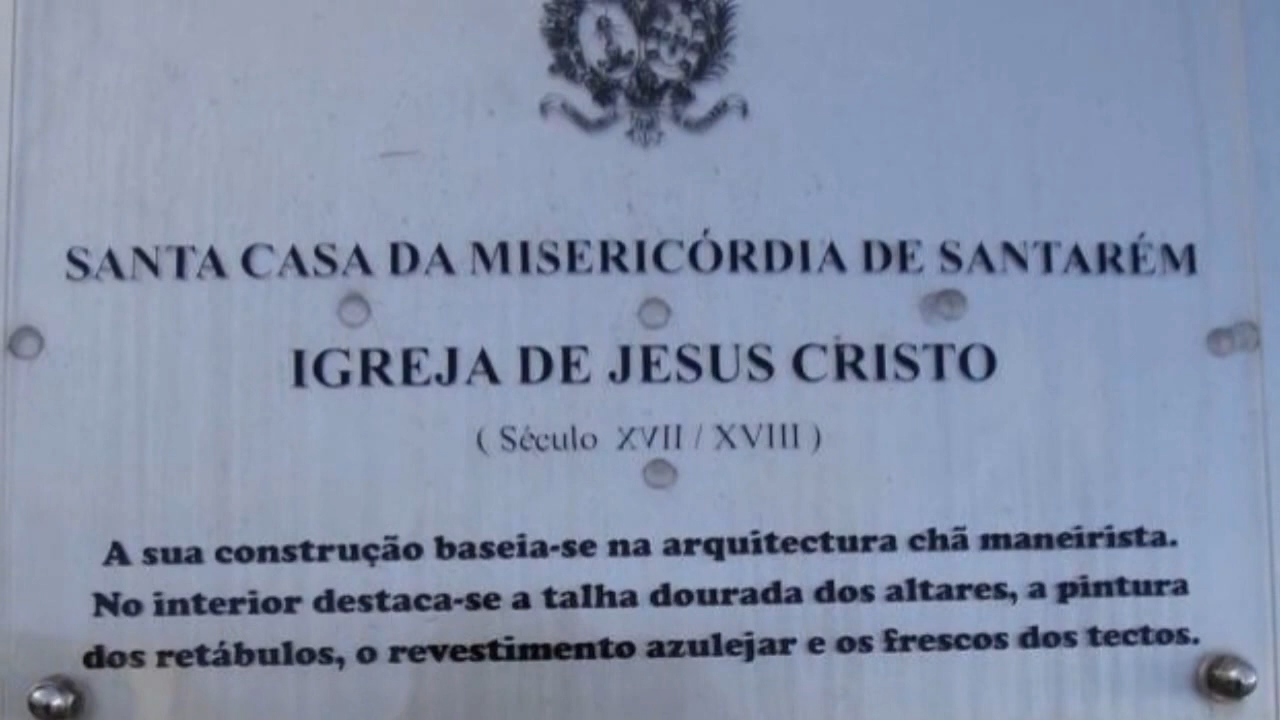 SANTA CASA DA MISERICÓRDIA DE SANTARÉM
IGREJA DE JESUS CRISTO
( Século XVII / XVIII )
A sua construção baseia-se na arquitectura chã maneirista.
No interior destaca-se a talha dourada dos altares, a pintura
dos retábulos, o revestimento azulejar e os frescos dos tectos.